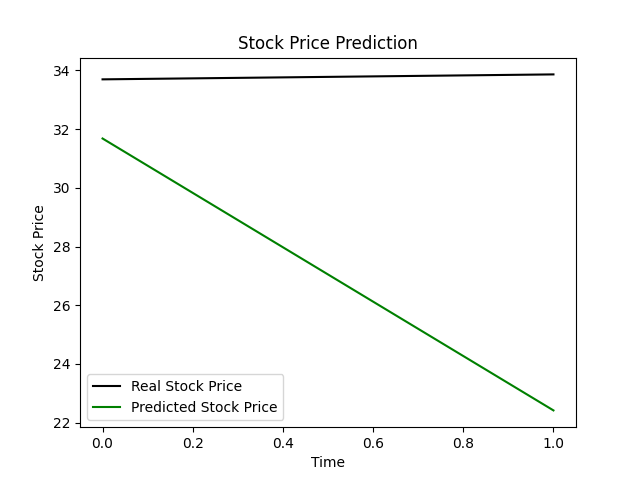 Stock Price Prediction
34
32
30
28
26
24
22
Stock Price
Real Stock Price
Predicted Stock Price
0.0 0.2 0.4 0.6 0.8 1.0
Time